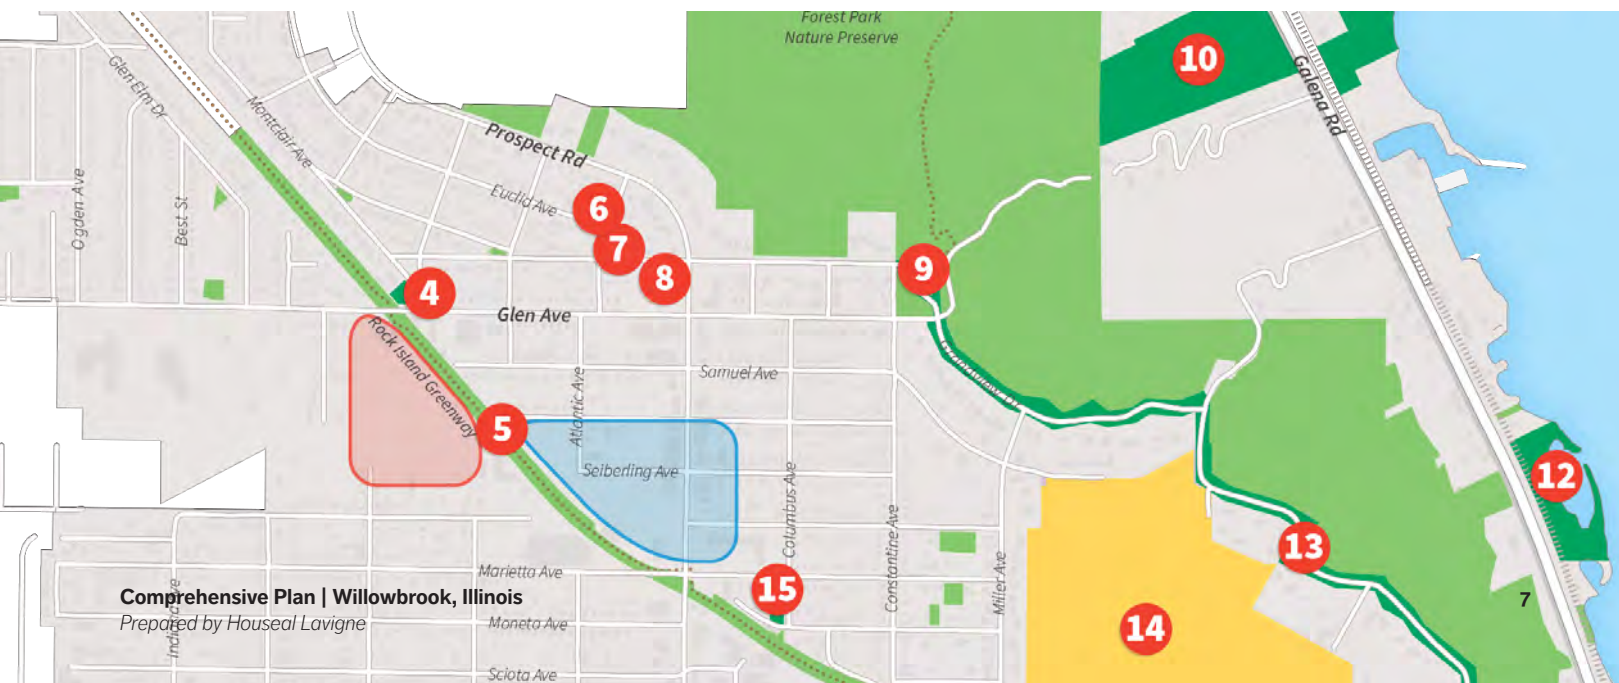 Forest Park
Nature Preserve
10
Galena Rd
Glen Elm Dr
Montclair Ave
Prospect Rd
Ogden Ave
Best St
Euclid Ave
6
7
8
9
4
Glen Ave
Rock Island Greenway
Samuel Ave
Grandview Dr
Atlantic Ave
5
Seiberling Ave
Columbus Ave
12
Constantine Ave
13
Marietta Ave
Miller Ave
15
Comprehensive Plan | Willowbrook, Illinois
7
Prepared by Houseal Lavigne
Moneta Ave
14
Sciota Ave